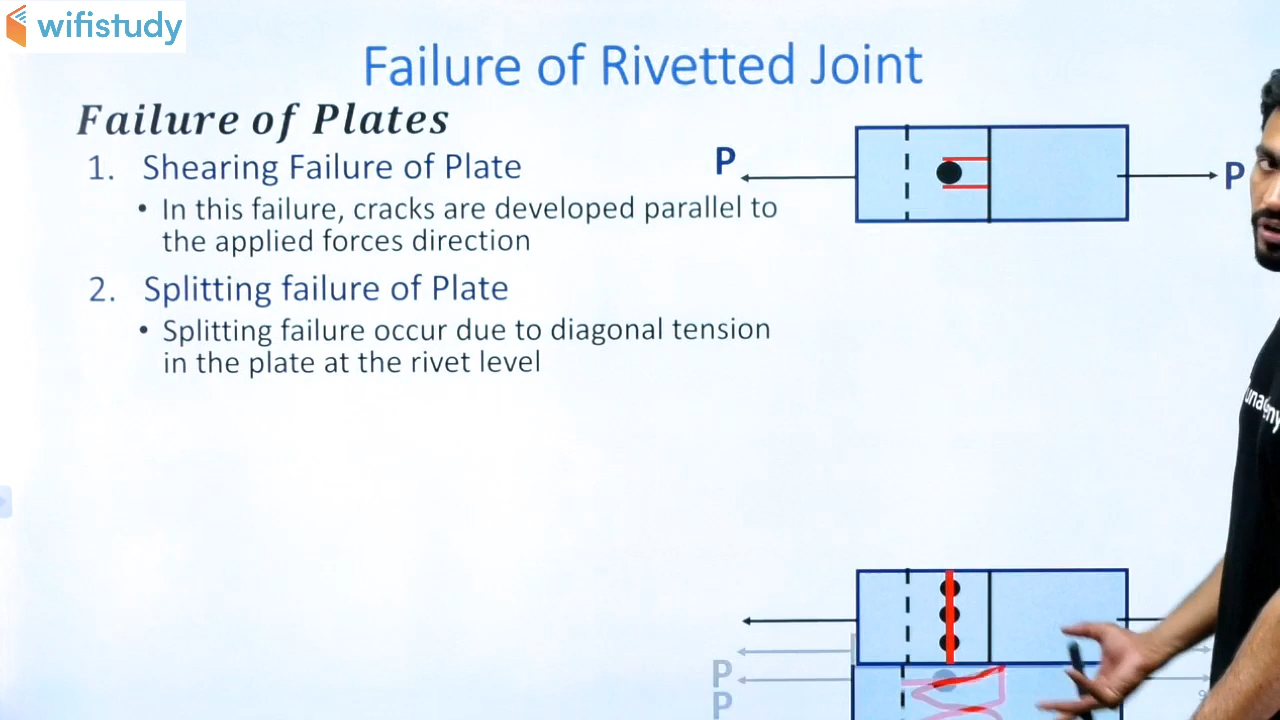 wifistudy
Failure of Rivetted Joint
Failure of Plates
1. Shearing Failure of Plate
• In this failure, cracks are developed parallel to
the applied forces direction
2. Splitting failure of Plate
• Splitting failure occur due to diagonal tension
in the plate at the rivet level
P
P
P
P